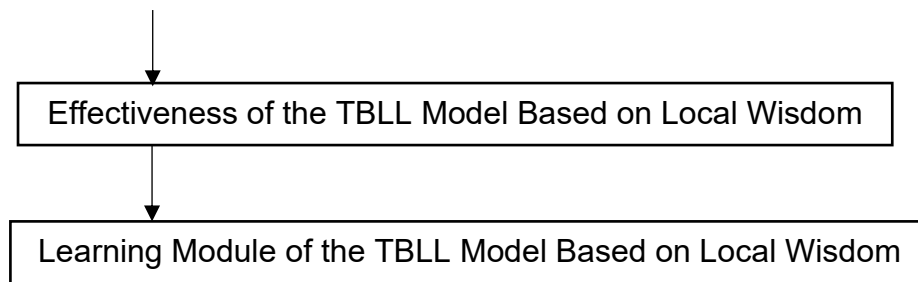 Effectiveness of the TBLL Model Based on Local Wisdom
Learning Module of the TBLL Model Based on Local Wisdom